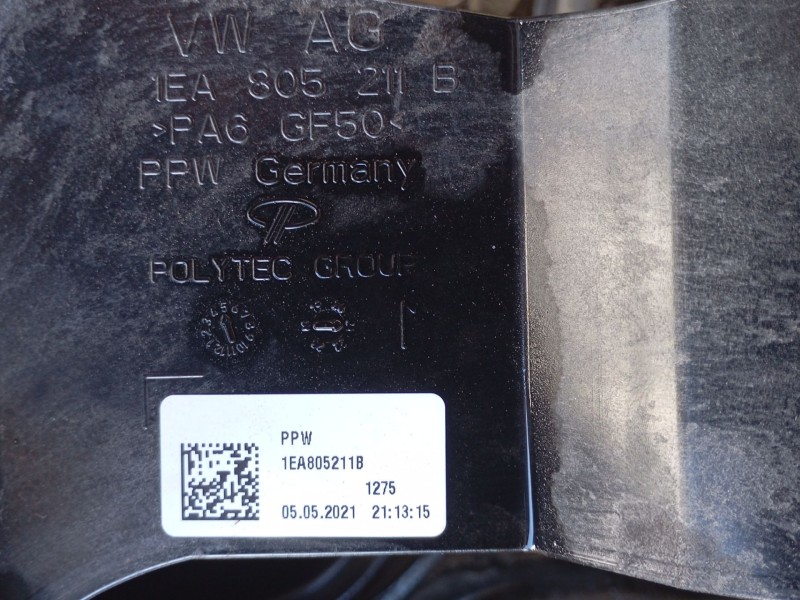 VW AG
1EA 805 211 B
>PA6 GF50<
PPW Germany
POLYTEC GROUP
PPW
1EA805211B
1275
05.05.2021 21:13:15